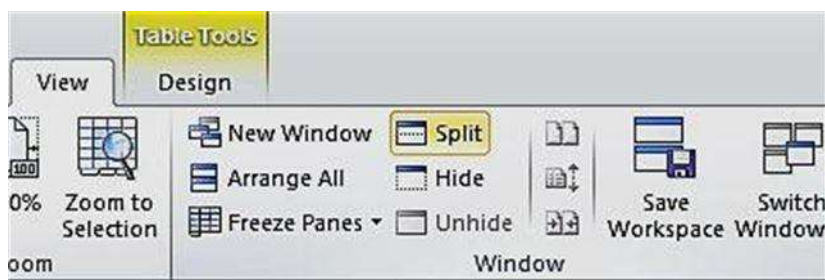 Table Tools
View Design
New Window Split
Arrange All Hide
Freeze Panes Unhide
100
0% Zoom to Selection
Save Workspace
Switch Window
oom Window